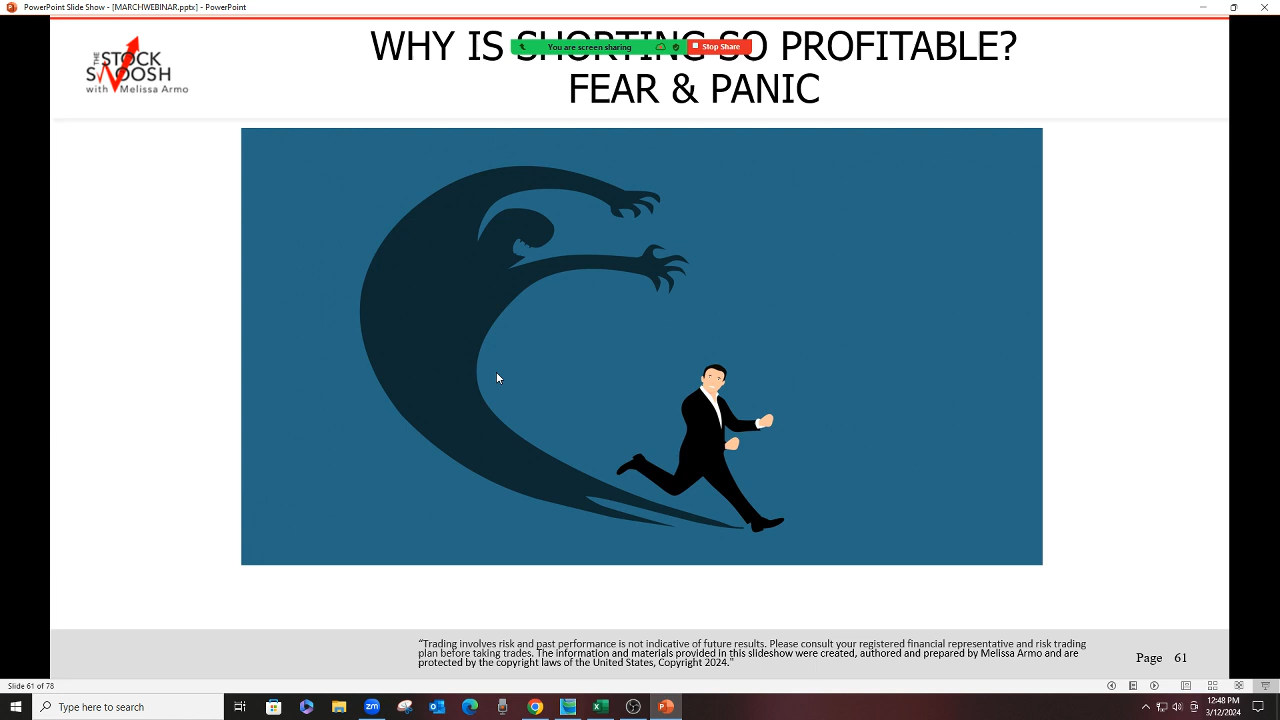 PowerPoint Slide Show - [MARCHWEBINAR.pptx] - PowerPoint
WHY IS SHORTING SO PROFITABLE?
You are screen sharing
Stop Share
FEAR & PANIC
THE STOCK
SWOOSH
with Melissa Armo
"Trading involves risk and past performance is not indicative of future results. Please consult your registered financial representative and risk trading
plan before taking trades. The information and materials provided in this slideshow were created, authored and prepared by Melissa Armo and are
protected by the copyright laws of the United States, Copyright 2024."
Page 61
Slide 61 of 78
Type here to search
zm
12:48 PM
3/12/2024